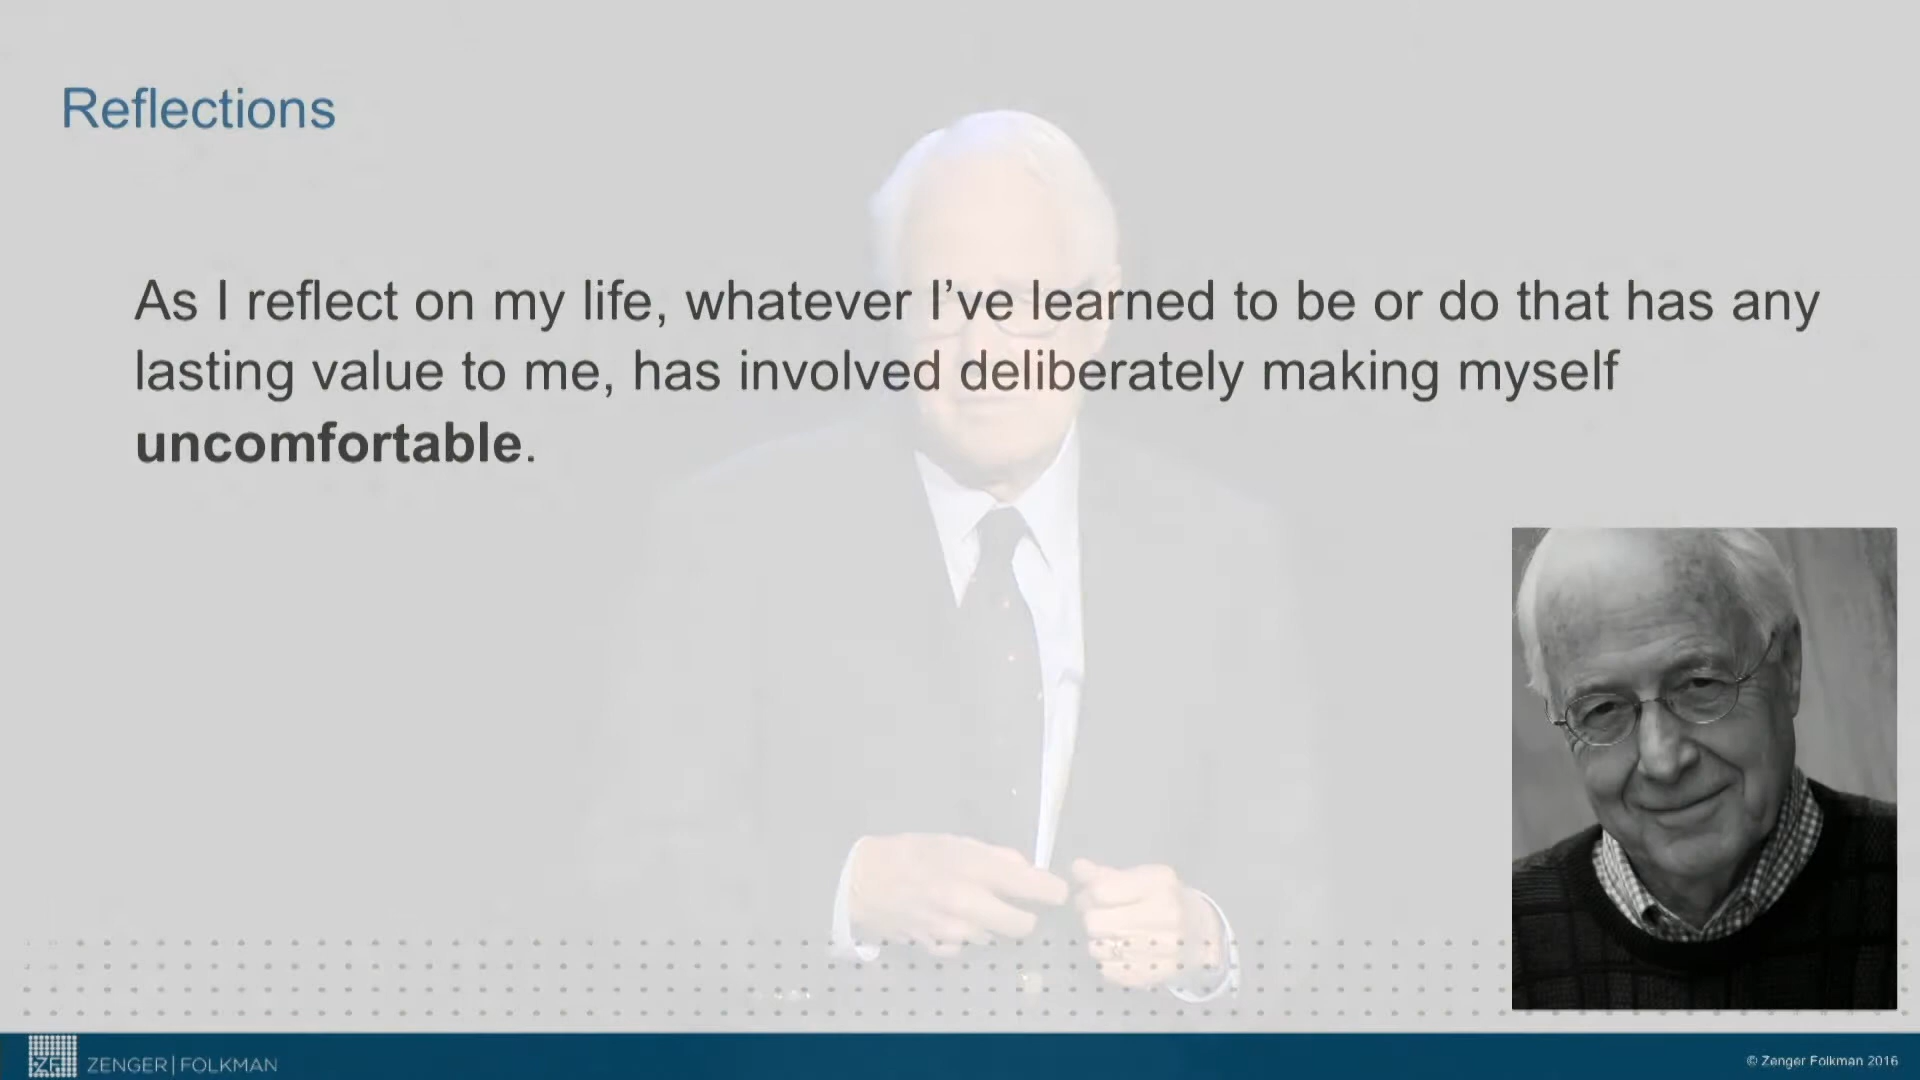 Reflections
As I reflect on my life, whatever I’ve learned to be or do that has any
lasting value to me, has involved deliberately making myself
uncomfortable.
ZF
ZENGER|FOLKMAN
© Zenger Folkman 2016